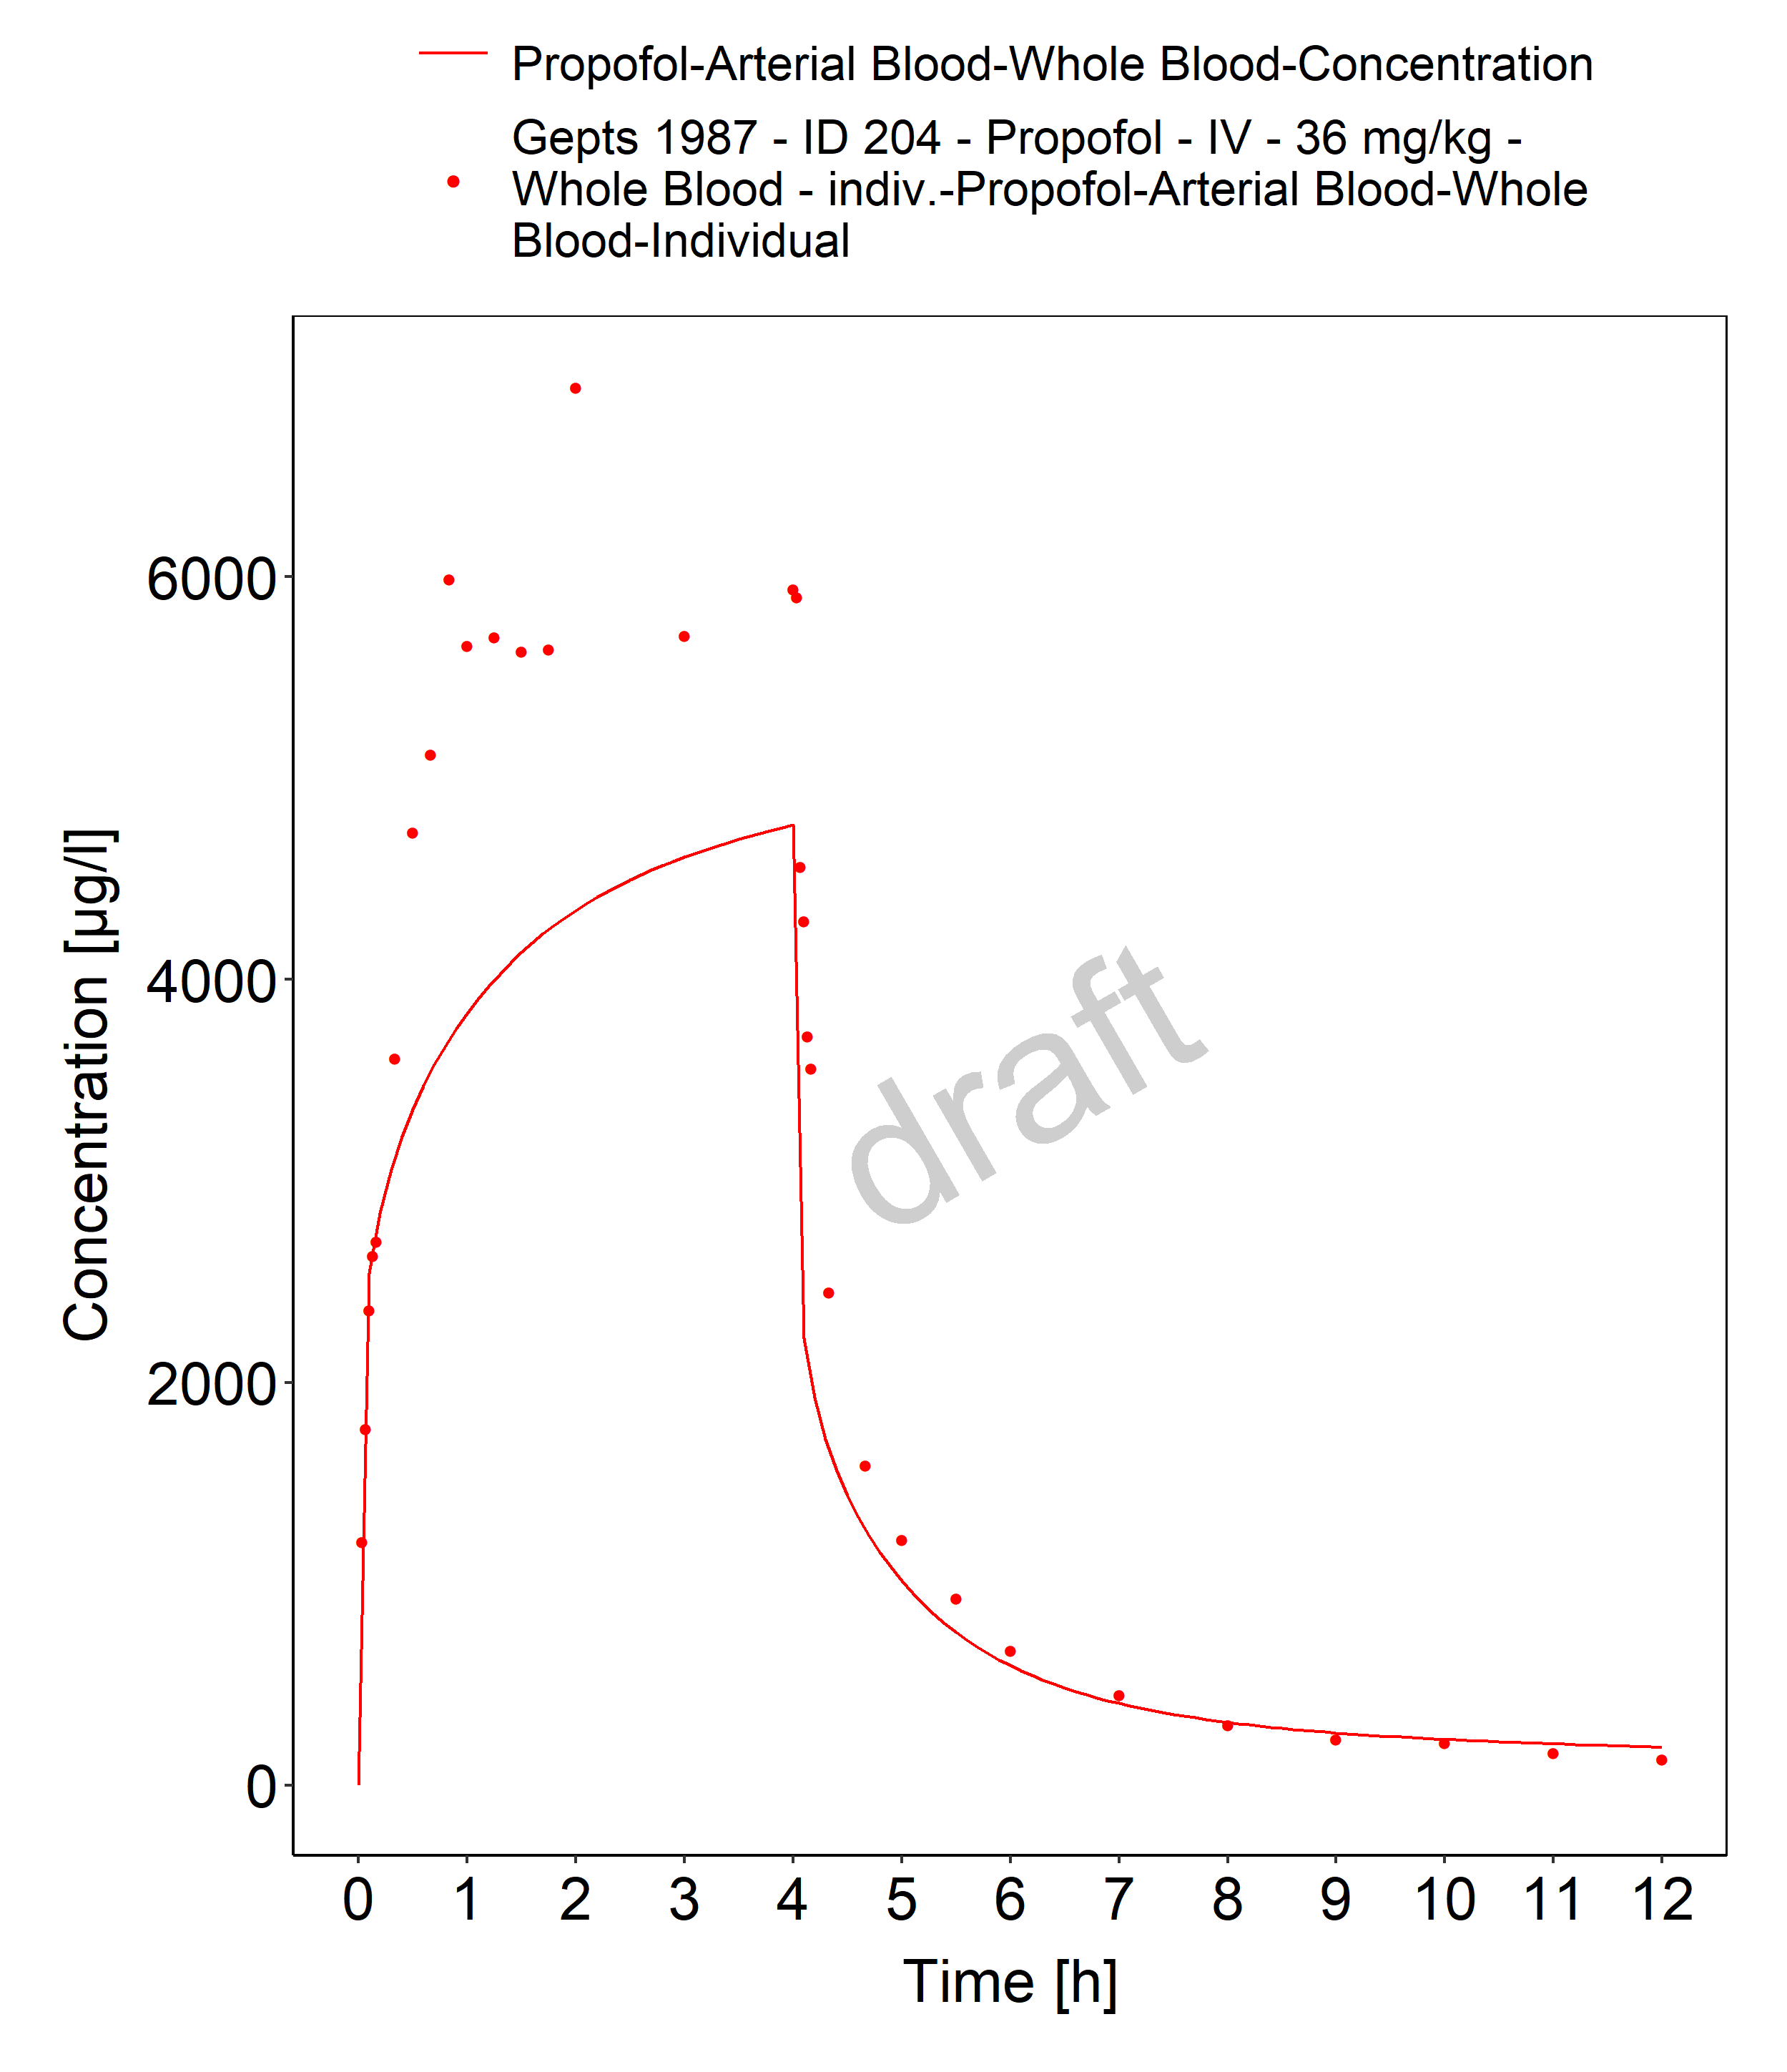 Propofol-Arterial Blood-Whole Blood-Concentration
Gepts 1987 - ID 204 - Propofol - IV - 36 mg/kg -
Whole Blood - indiv.-Propofol-Arterial Blood-Whole
Blood-Individual
6000
4000
2000
0
Concentration [µg/l]
draft
0 1 2 3 4 5 6 7 8 9 10 11 12
Time [h]